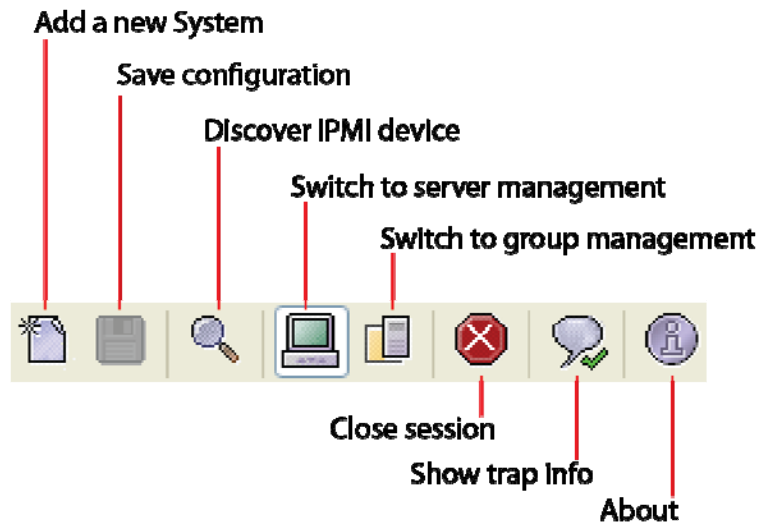 Add a new System
Save configuration
Discover IPMI device
Switch to server management
Switch to group management
Close session
Show trap info
About